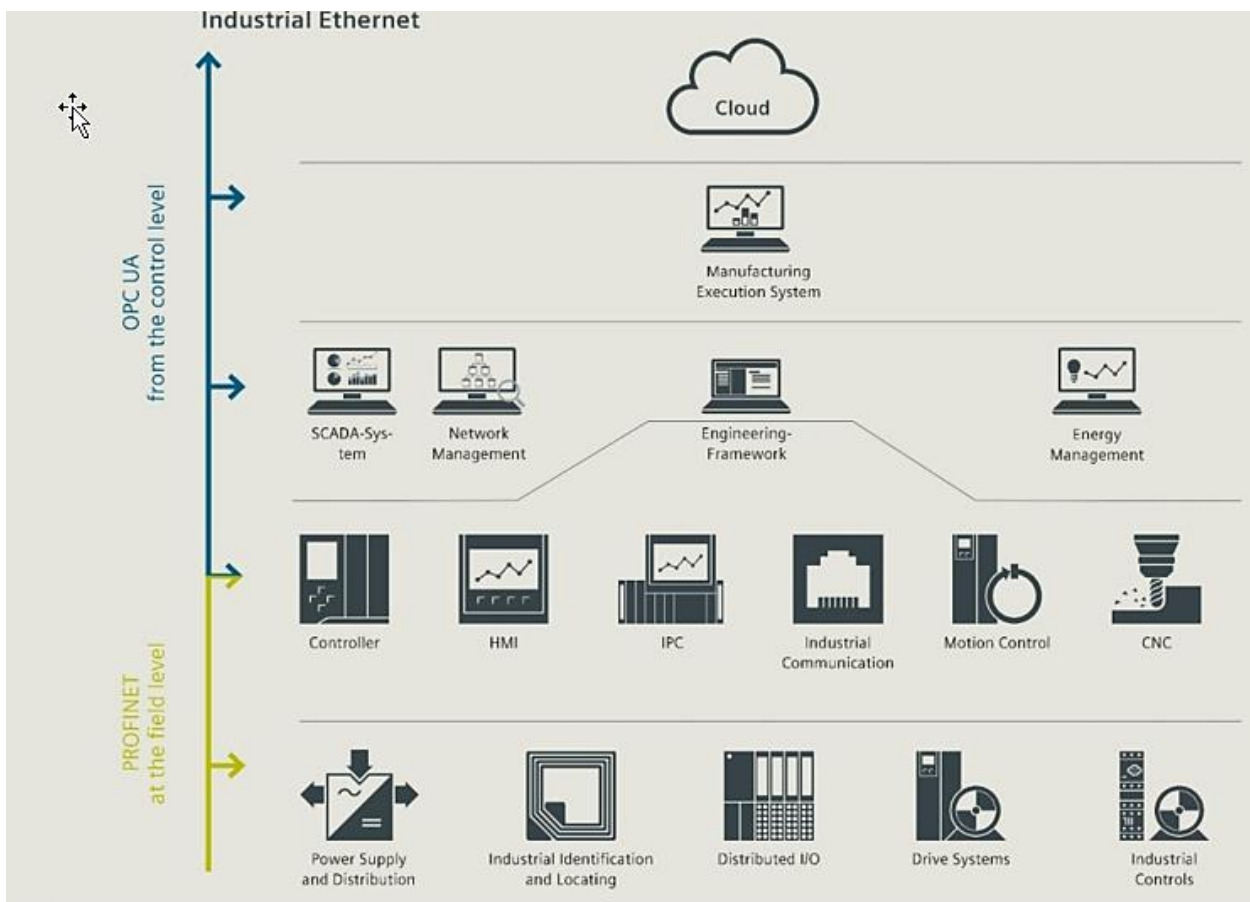 Industrial Ethernet
Cloud
OPC UA
from the control level
Manufacturing
Execution System
SCADA-Sys-
tem
Network
Management
Engineering-
Framework
Energy
Management
Controller
HMI
IPC
Industrial
Communication
Motion Control
CNC
PROFINET
at the field level
Power Supply
and Distribution
Industrial Identification
and Locating
Distributed I/O
Drive Systems
Industrial
Controls